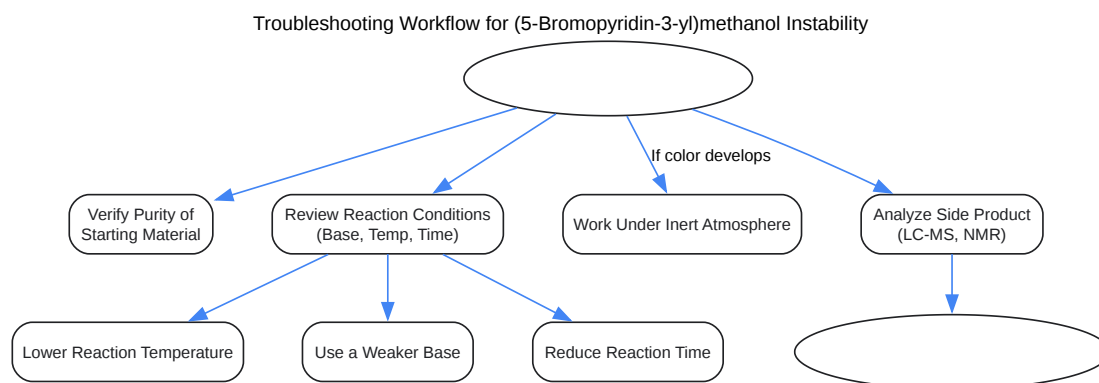 Troubleshooting Workflow for (5-Bromopyridin-3-yl)methanol Instability
If color develops
Verify Purity of
Starting Material
Review Reaction Conditions
(Base, Temp, Time)
Work Under Inert Atmosphere
Analyze Side Product
(LC-MS, NMR)
Lower Reaction Temperature
Use a Weaker Base
Reduce Reaction Time